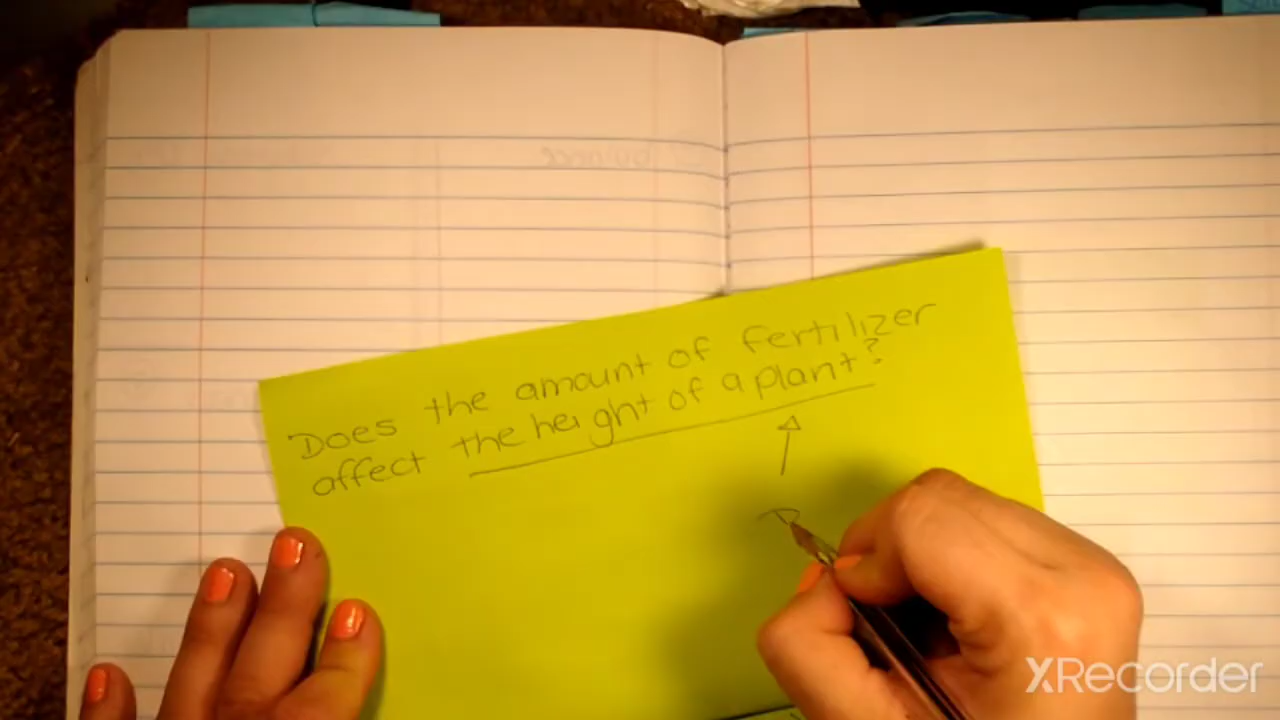 Does the amount of fertilizer
affect the height of a plant?
D
XRecorder